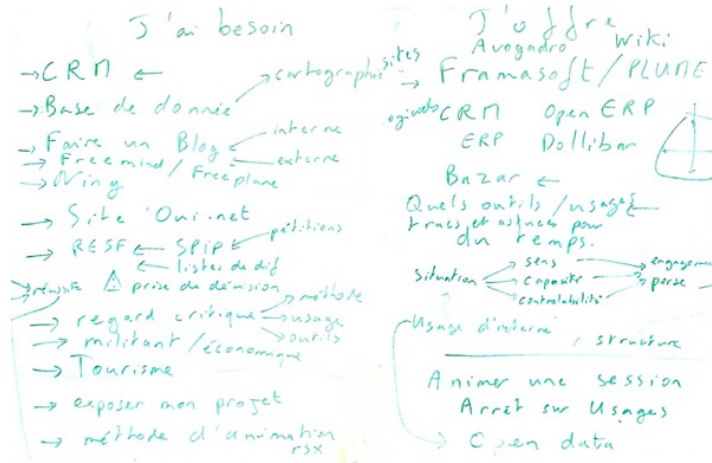 J'ai besoin
→ CRM ←
→ Base de donnée → cartographie
→ Faire un Blog ← interne
→ Freemind / Freeplane ← externe
→ Ning
→ Site Oui.net
→ RESF ← SPIP ← pétitions
← listes de dif
→ réussite ⚠ prise de décision
→ regard critique → méthode
→ usage
→ outils
→ militant / économique
→ Tourisme
→ exposer mon projet
→ méthode d'animation
rsx
J'offre
Avogadro Wiki
sites → Framasoft / PLUME
CRM Open ERP
ERP Dollibar
Bazar ←
Quels outils / usages ←
trucs et astuces pour
du temps.
Situation → sens → engagemen
→ capacité → perse
→ controlabilité
Usage d'interne
/ structure
Animer une session
Arrêt sur Usages
→ Open data